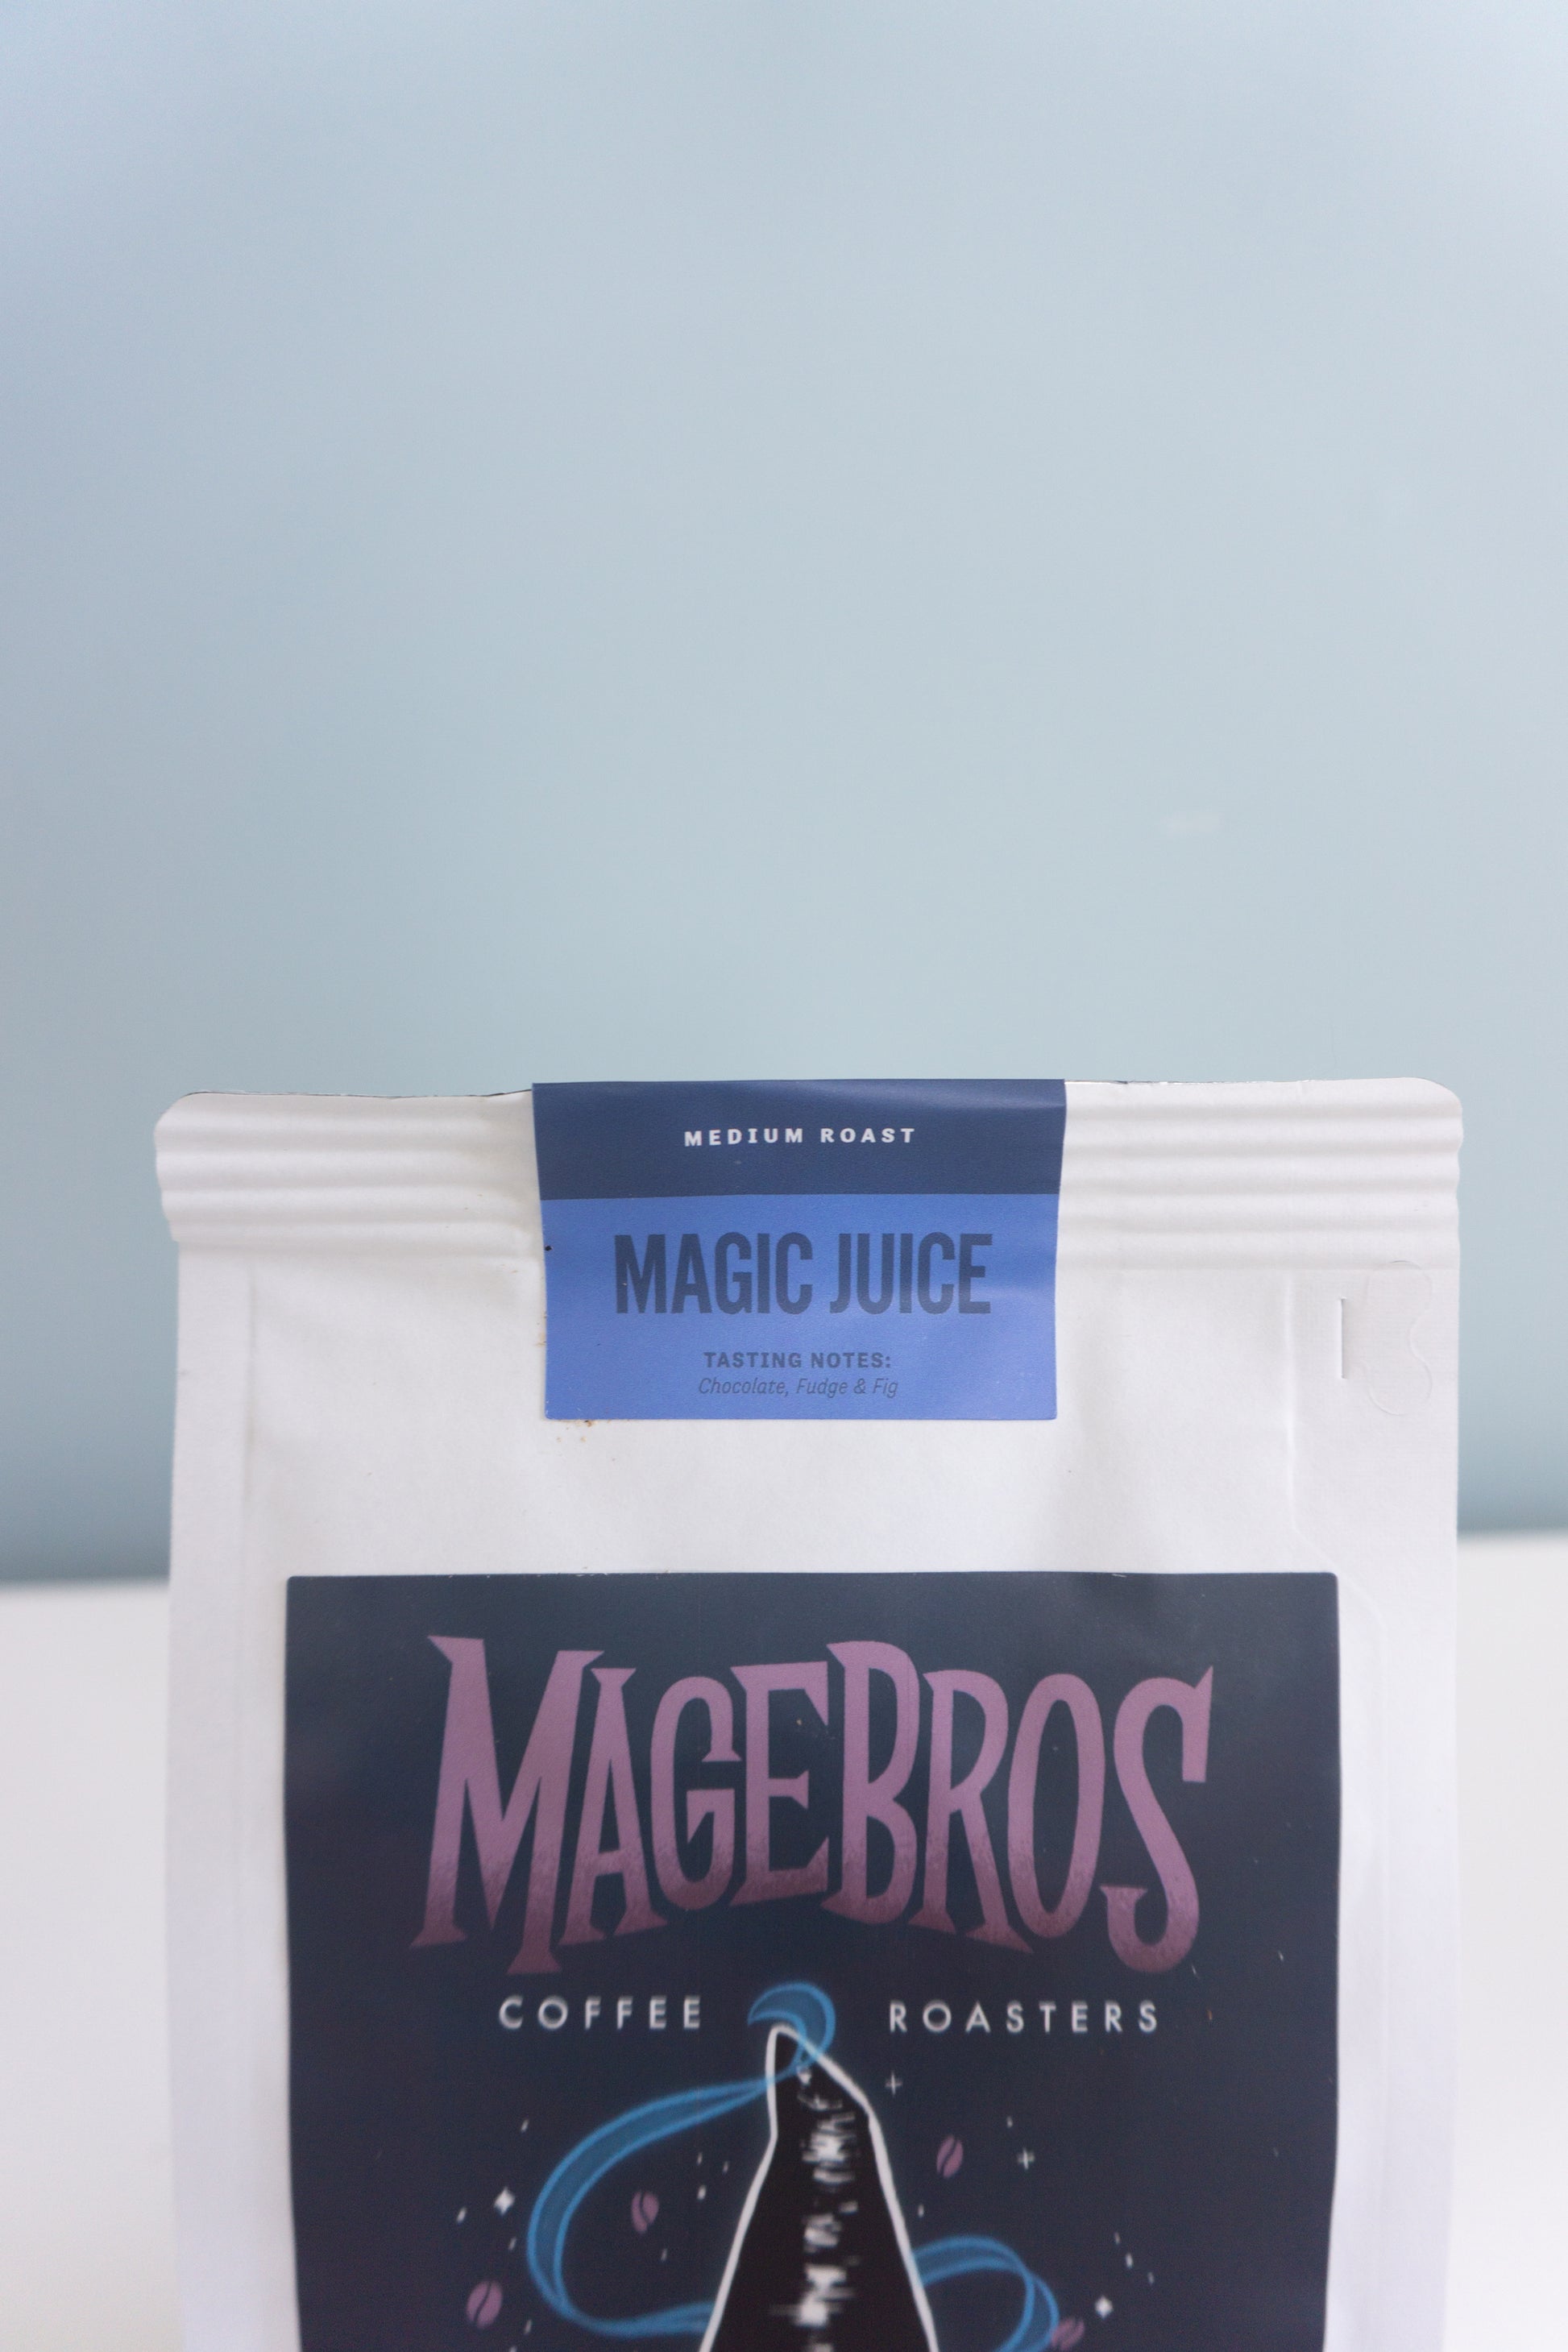 MEDIUM ROAST
MAGIC JUICE
TASTING NOTES:
Chocolate, Fudge & Fig
MAGEBROS
COFFEE ROASTERS